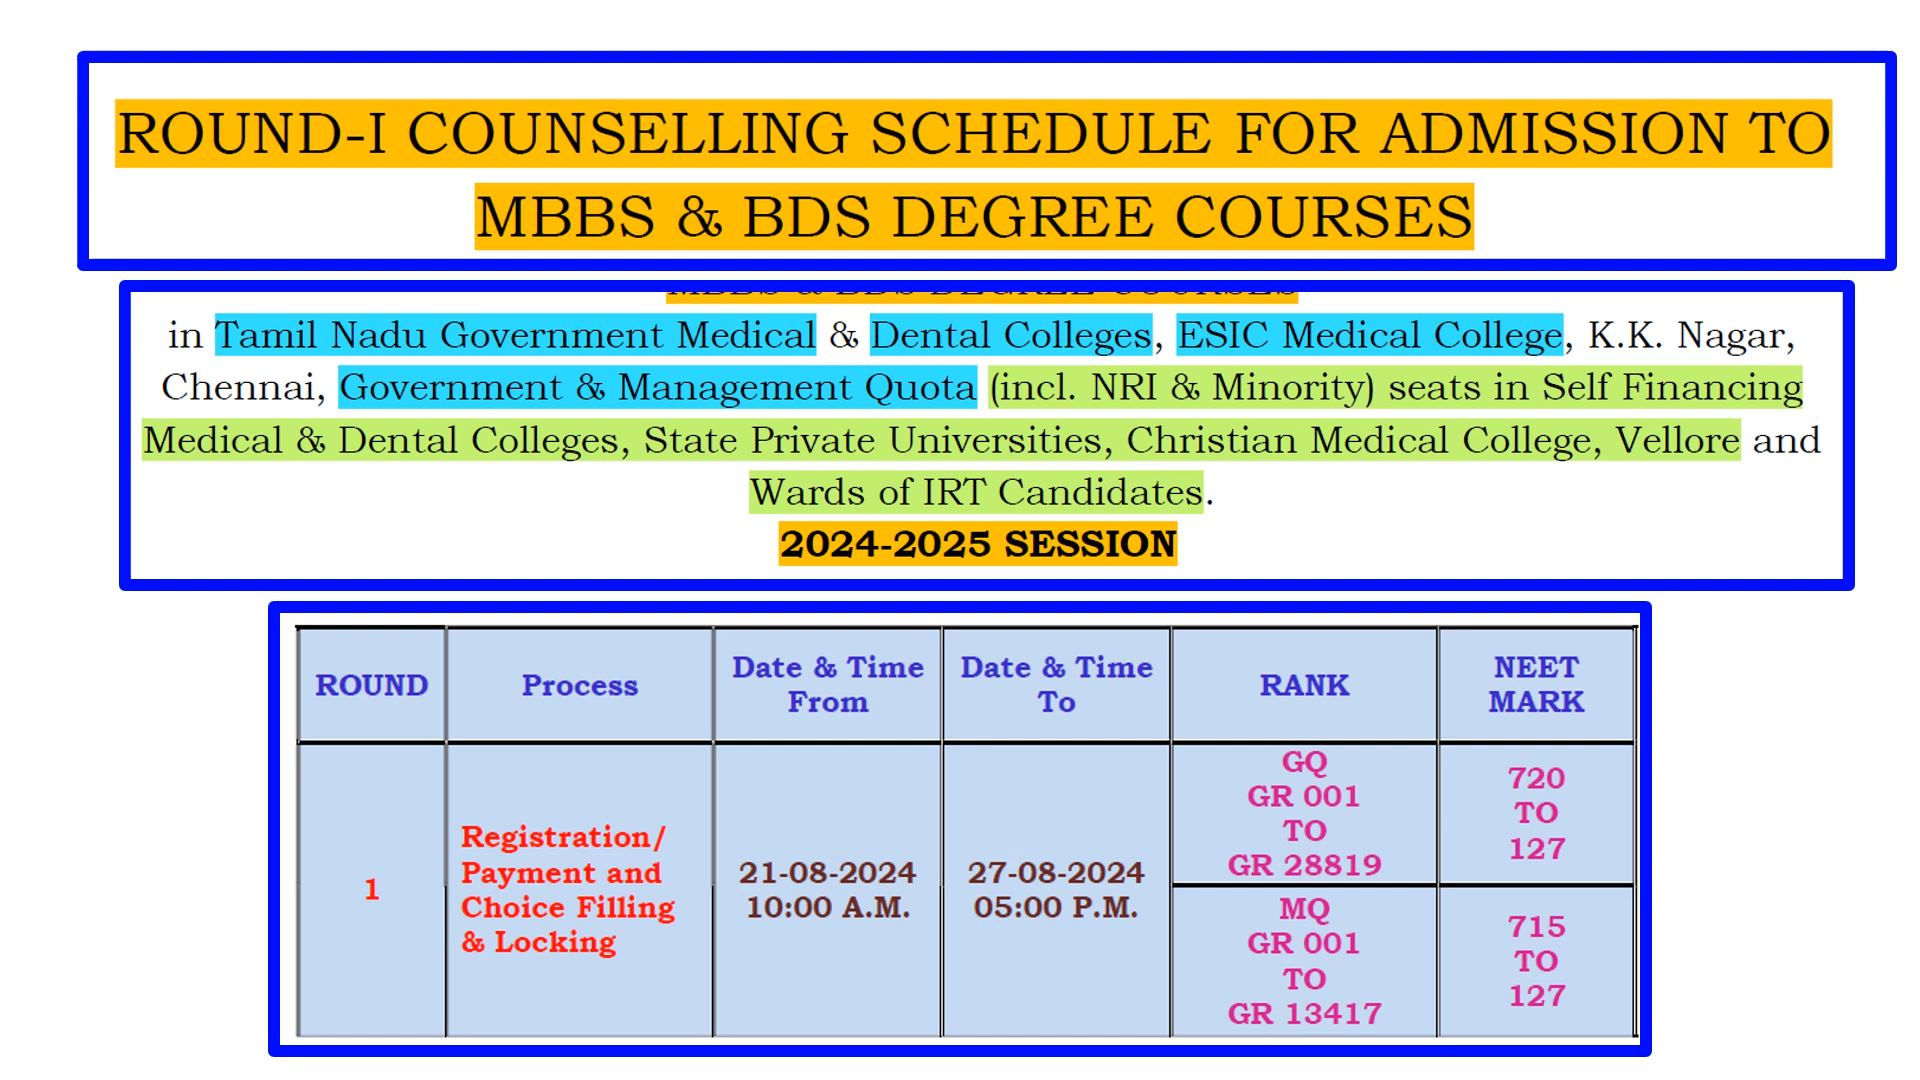 ROUND-I COUNSELLING SCHEDULE FOR ADMISSION TO
MBBS & BDS DEGREE COURSES
MBBS & BDS DEGREE COURSES
in Tamil Nadu Government Medical & Dental Colleges, ESIC Medical College, K.K. Nagar,
Chennai, Government & Management Quota (incl. NRI & Minority) seats in Self Financing
Medical & Dental Colleges, State Private Universities, Christian Medical College, Vellore and
Wards of IRT Candidates.
2024-2025 SESSION
ROUND
Process
Date & Time
From
Date & Time
To
RANK
NEET
MARK
1
Registration/
Payment and
Choice Filling
& Locking
21-08-2024
10:00 A.M.
27-08-2024
05:00 P.M.
GQ
GR 001
TO
GR 28819
720
TO
127
MQ
GR 001
TO
GR 13417
715
TO
127